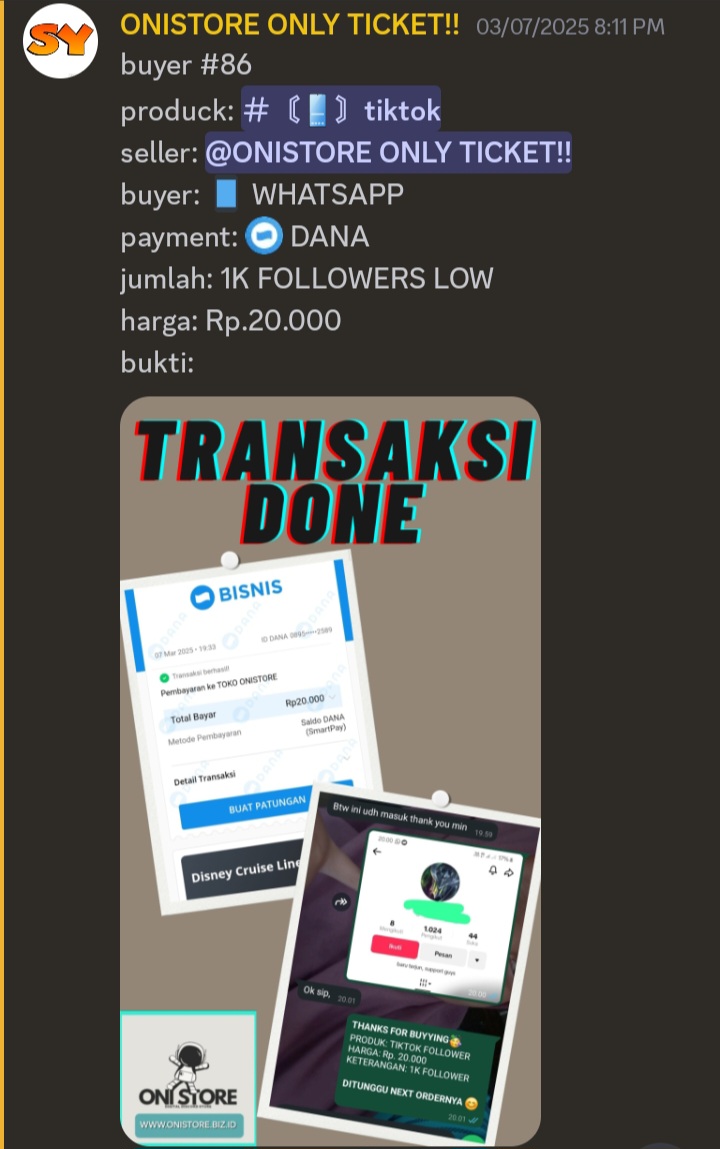 SY
ONISTORE ONLY TICKET!! 03/07/2025 8:11 PM
buyer #86
produck: # 〘 〙 tiktok
seller: @ONISTORE ONLY TICKET!!
buyer: WHATSAPP
payment: DANA
jumlah: 1K FOLLOWERS LOW
harga: Rp.20.000
bukti:
TRANSAKSI
DONE
BISNIS
07 Mar 2025 • 19:33
ID DANA 0895•••••2589
Transaksi berhasil!
Pembayaran ke TOKO ONISTORE
Total Bayar Rp20.000
Metode Pembayaran Saldo DANA
(SmartPay)
Detail Transaksi
BUAT PATUNGAN
Disney Cruise Line
Btw ini udh masuk thank you min 19.59
20.00
8 1.024 44
Mengikuti Pengikut Suka
Ikuti Pesan
Baru terjun, support guys
20.00
Ok sip, 20.01
THANKS FOR BUYYING
PRODUK: TIKTOK FOLLOWER
HARGA: Rp. 20.000
KETERANGAN: 1K FOLLOWER
DITUNGGU NEXT ORDERNYA
20.01
ONI STORE
WWW.ONISTORE.BIZ.ID